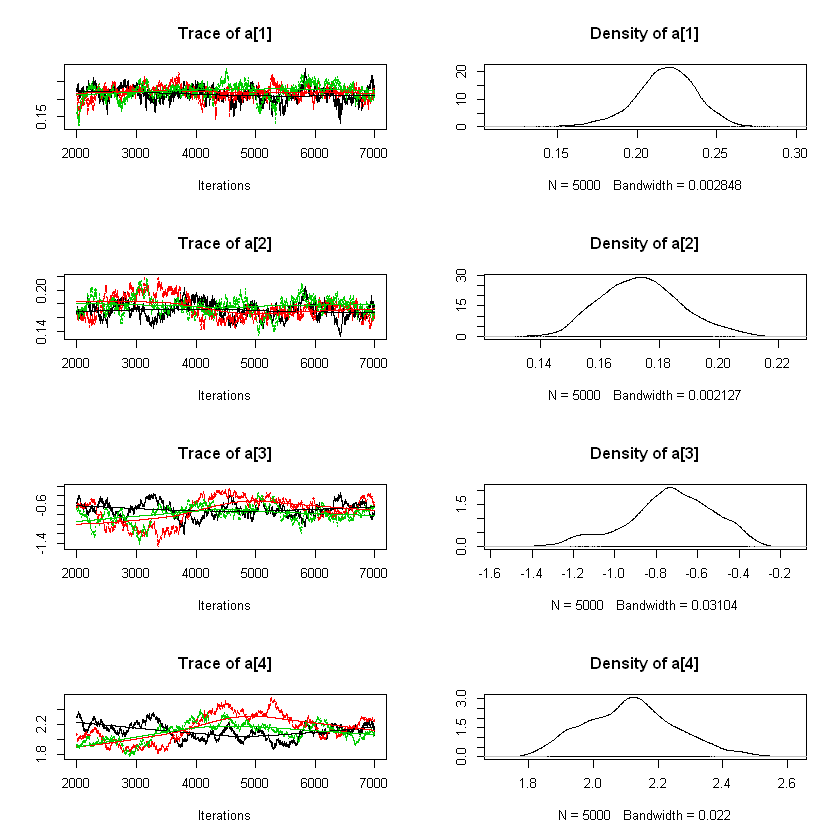 Trace of a[1]
0.15
2000 3000 4000 5000 6000 7000
Iterations
Density of a[1]
0 10 20
0.15 0.20 0.25 0.30
N = 5000 Bandwidth = 0.002848
Trace of a[2]
0.14 0.20
2000 3000 4000 5000 6000 7000
Iterations
Density of a[2]
0 15 30
0.14 0.16 0.18 0.20 0.22
N = 5000 Bandwidth = 0.002127
Trace of a[3]
-1.4 -0.6
2000 3000 4000 5000 6000 7000
Iterations
Density of a[3]
0.0 1.5
-1.6 -1.4 -1.2 -1.0 -0.8 -0.6 -0.4 -0.2
N = 5000 Bandwidth = 0.03104
Trace of a[4]
1.8 2.2
2000 3000 4000 5000 6000 7000
Iterations
Density of a[4]
0.0 1.5 3.0
1.8 2.0 2.2 2.4 2.6
N = 5000 Bandwidth = 0.022